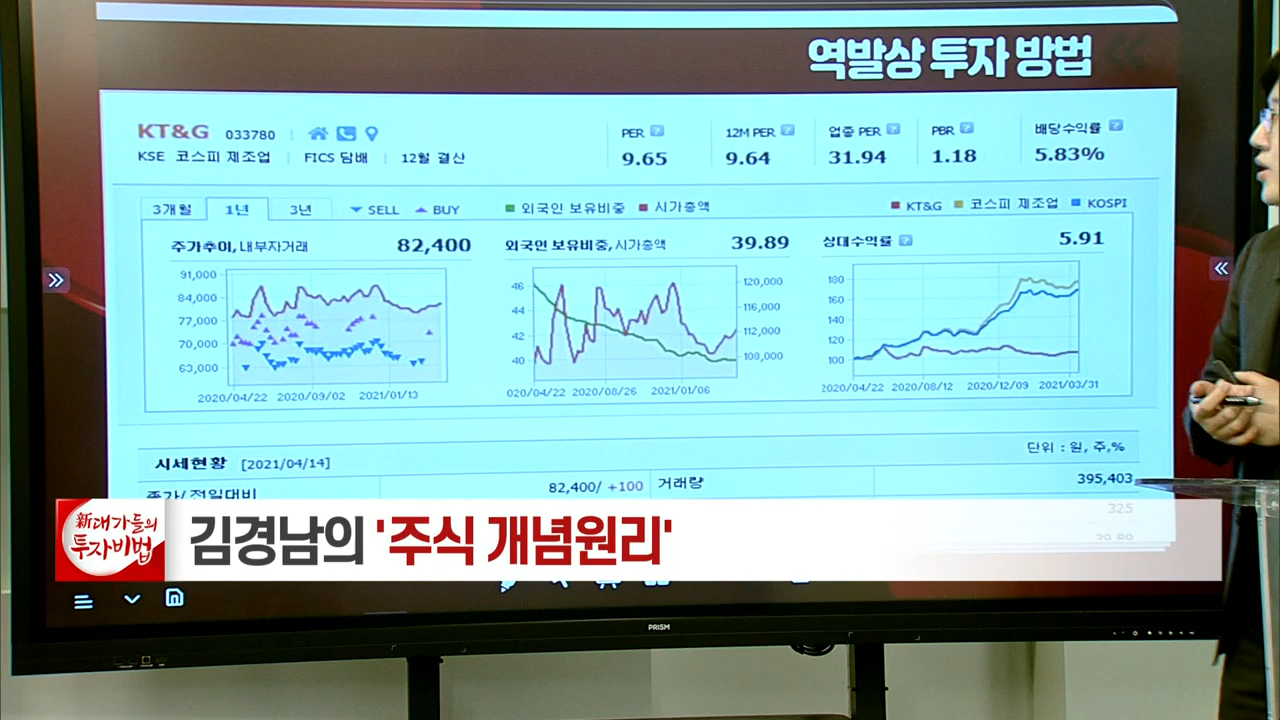 역발상 투자 방법
KT&G 033780
KSE 코스피 제조업 FICS 담배 12월 결산
PER 12M PER 업종 PER PBR 배당수익률
9.65 9.64 31.94 1.18 5.83%
3개월 1년 3년 SELL BUY 외국인 보유비중 시가총액 KT&G 코스피 제조업 KOSPI
주가추이, 내부자거래 82,400
91,000
84,000
77,000
70,000
63,000
2020/04/22 2020/09/02 2021/01/13
외국인 보유비중, 시가총액 39.89
46
44
42
40
120,000
116,000
112,000
108,000
020/04/22 2020/08/26 2021/01/06
상대수익률 5.91
180
160
140
120
100
2020/04/22 2020/08/12 2020/12/09 2021/03/31
시세현황 [2021/04/14] 단위 : 원, 주,%
종가/ 전일대비 82,400/ +100 거래량 395,403
325
新대가들의
투자비법
김경남의 '주식 개념원리'
PRISM